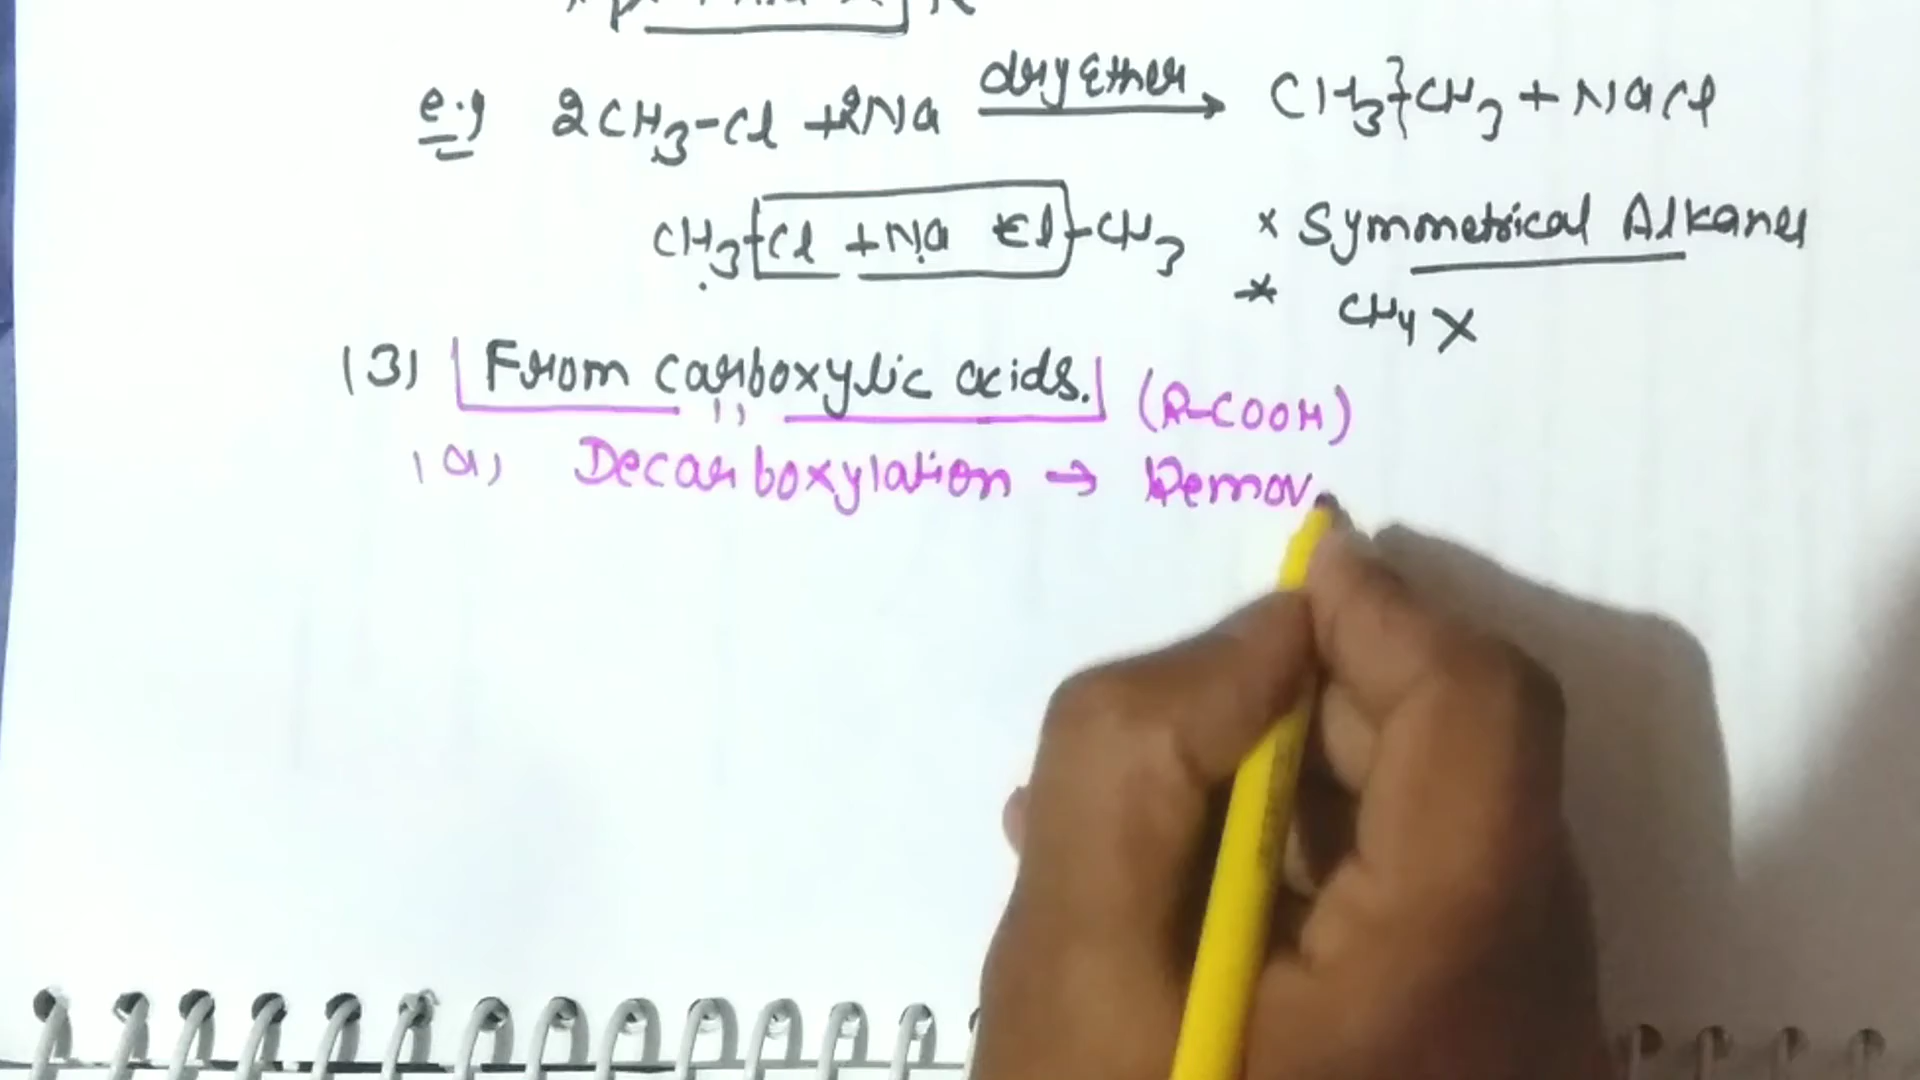 e.g 2CH3-Cl +2Na dry Ether → CH3}-CH3 + NaCl
CH3-Cl +Na Cl-CH3 x Symmetrical Alkanes
* CH4 X
(3) From carboxylic acids. (R-COOH)
(a) Decarboxylation → Remov